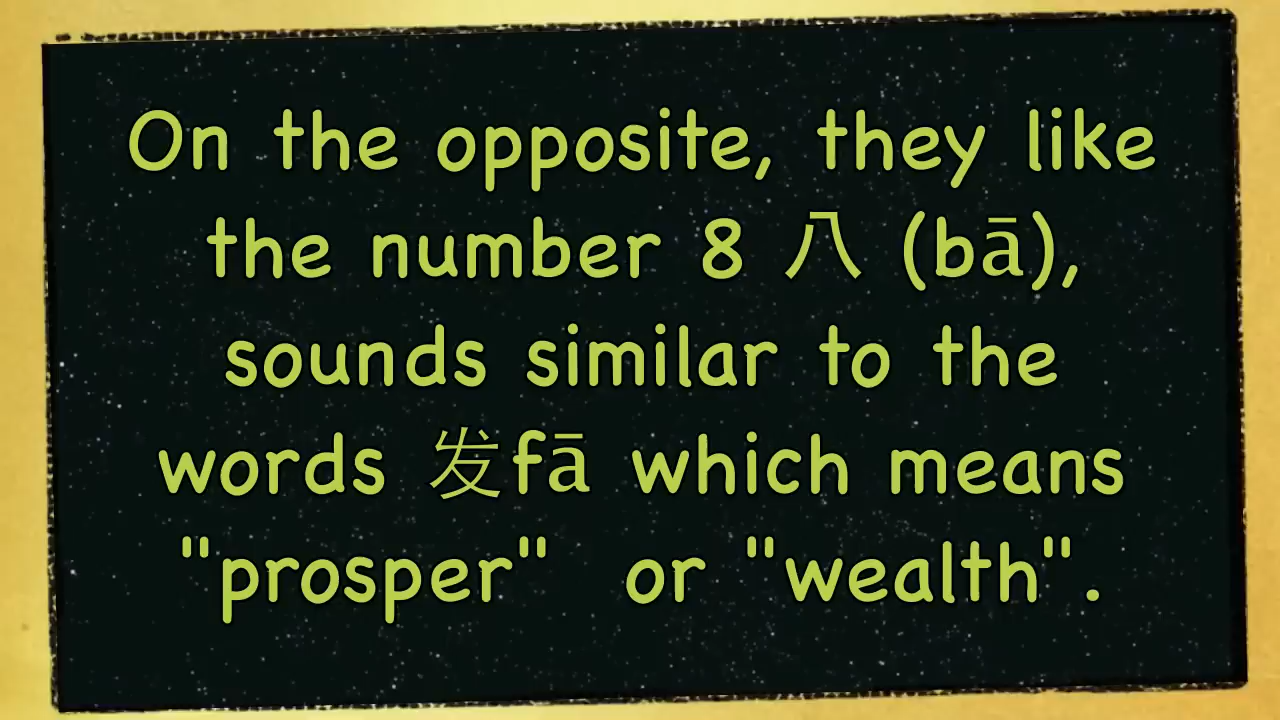 On the opposite, they like
the number 8 八 (bā),
sounds similar to the
words 发fā which means
"prosper" or "wealth".